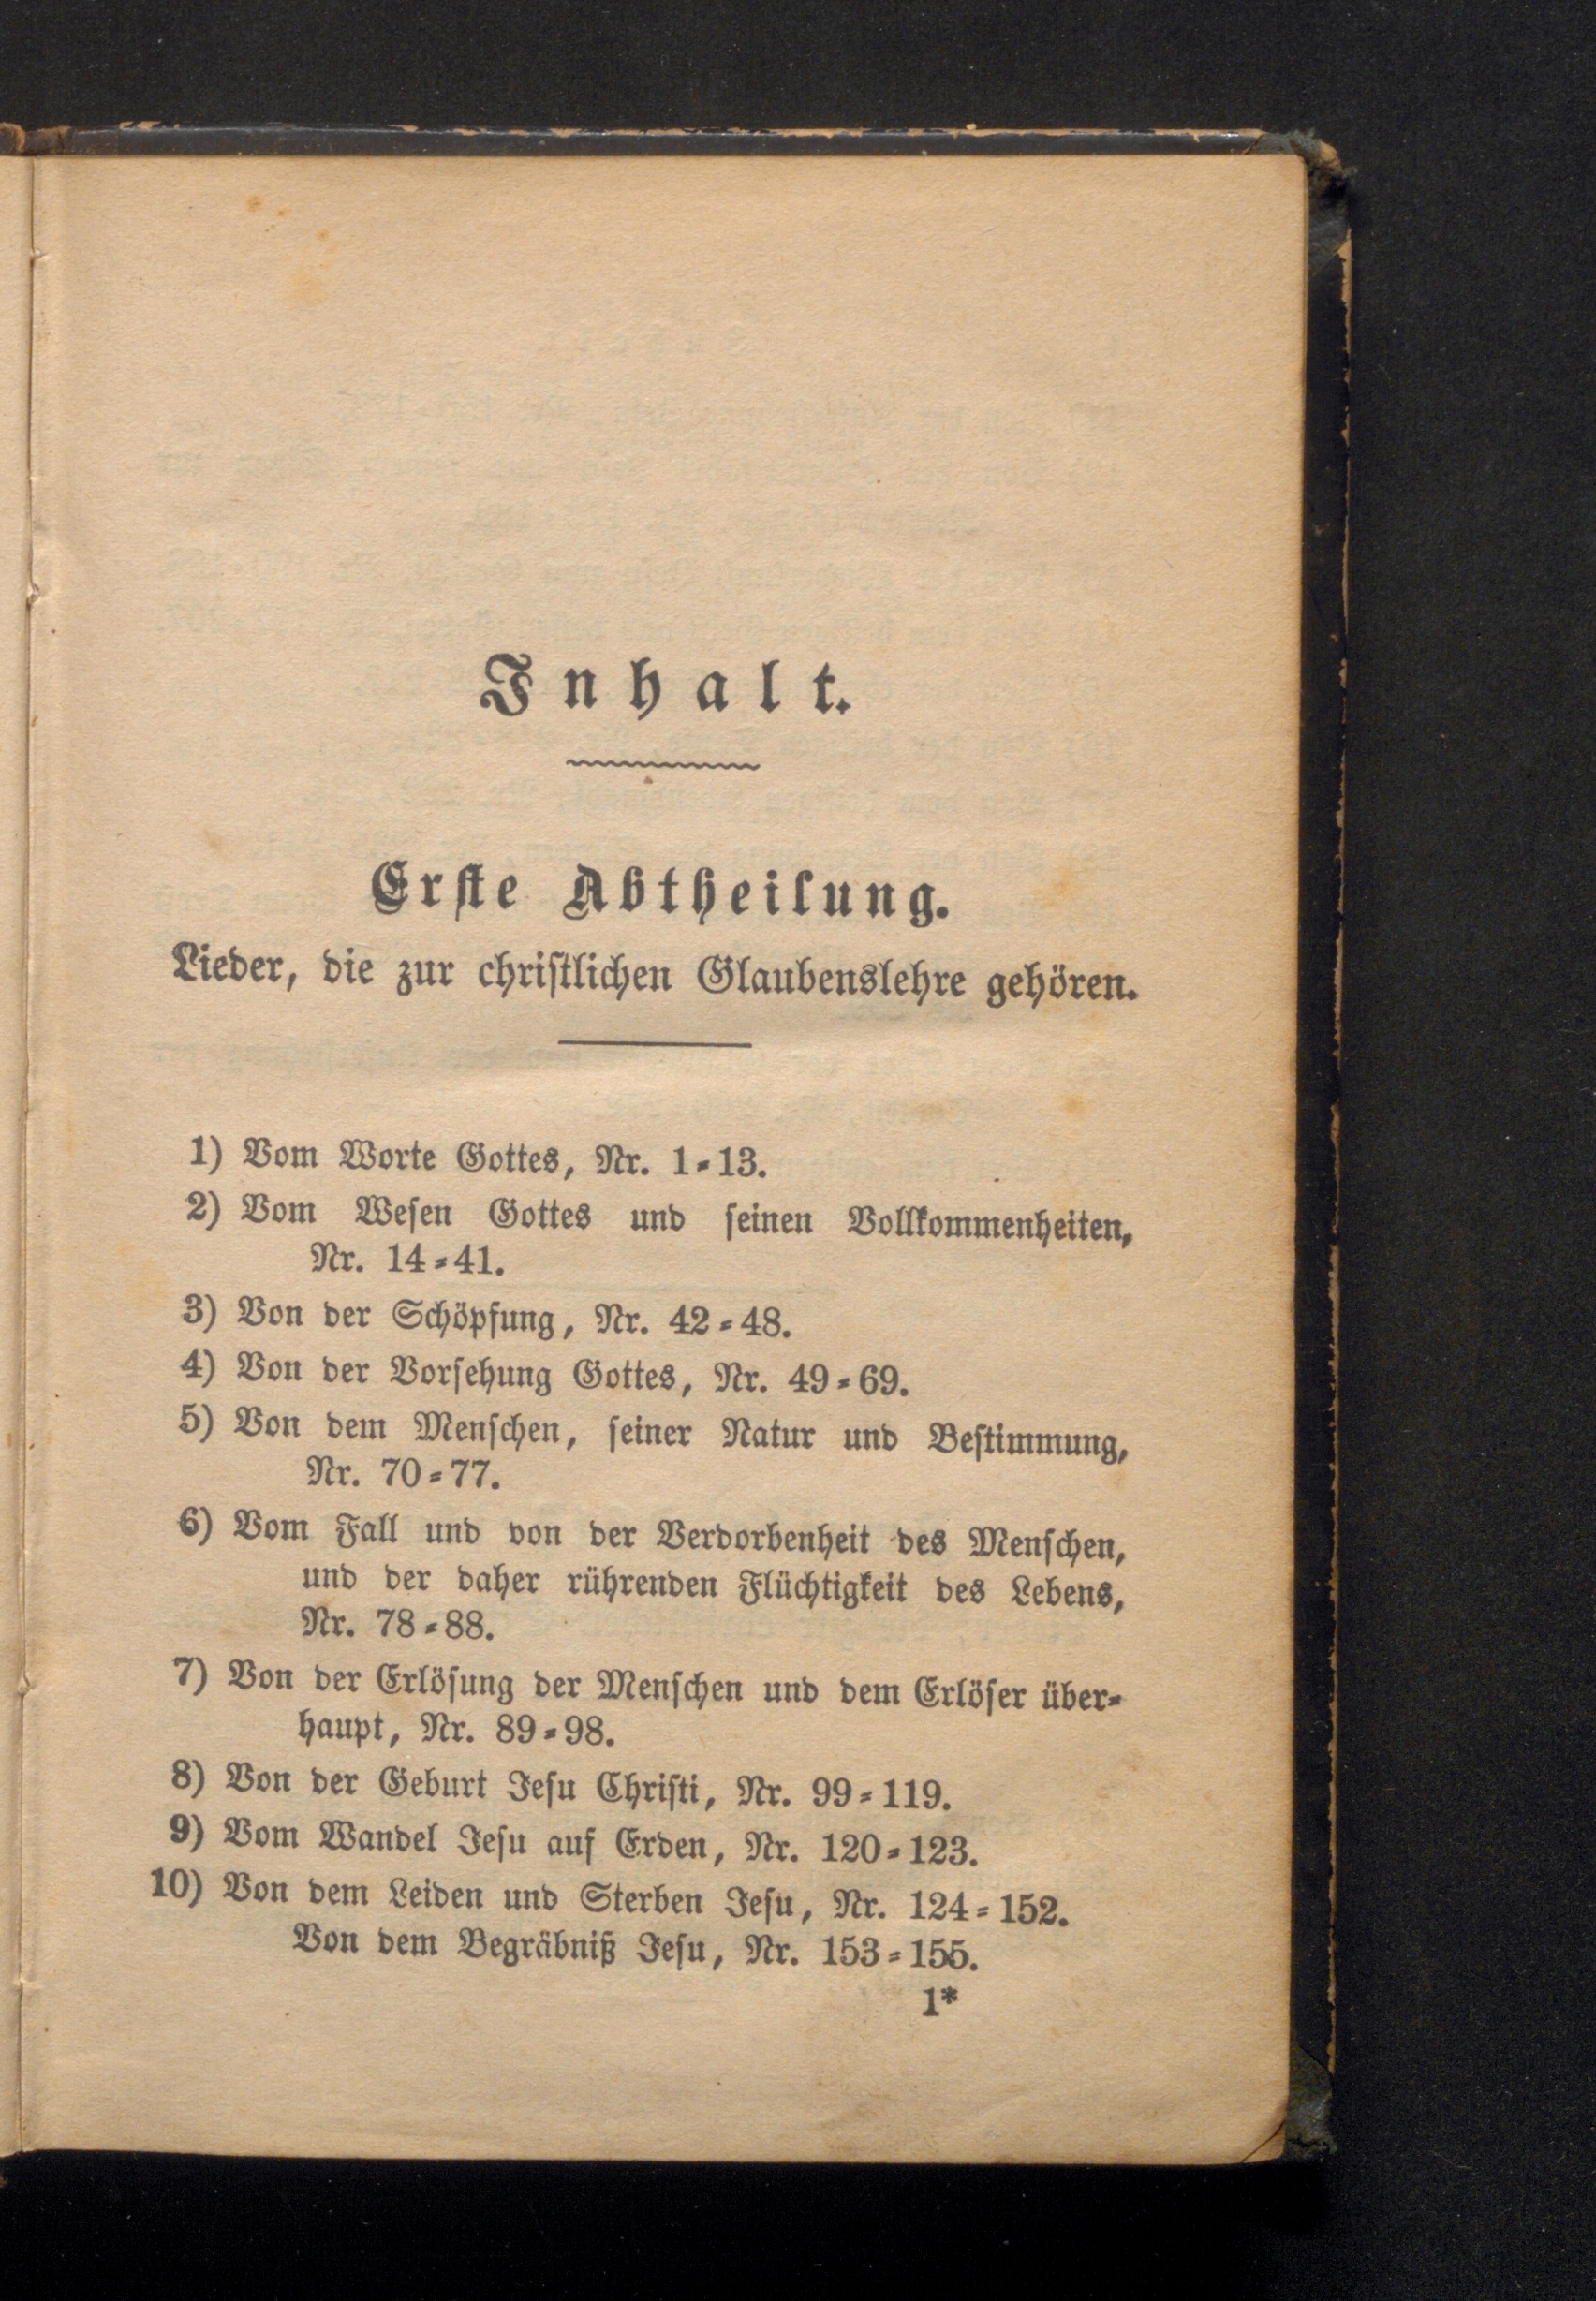 Inhalt.
Erste Abtheilung.
Lieder, die zur christlichen Glaubenslehre gehören.
1) Vom Worte Gottes, Nr. 1=13.
2) Vom Wesen Gottes und seinen Vollkommenheiten,
Nr. 14=41.
3) Von der Schöpfung, Nr. 42=48.
4) Von der Vorsehung Gottes, Nr. 49=69.
5) Von dem Menschen, seiner Natur und Bestimmung,
Nr. 70=77.
6) Vom Fall und von der Verdorbenheit des Menschen,
und der daher rührenden Flüchtigkeit des Lebens,
Nr. 78=88.
7) Von der Erlösung der Menschen und dem Erlöser über=
haupt, Nr. 89=98.
8) Von der Geburt Jesu Christi, Nr. 99=119.
9) Vom Wandel Jesu auf Erden, Nr. 120=123.
10) Von dem Leiden und Sterben Jesu, Nr. 124=152.
Von dem Begräbniß Jesu, Nr. 153=155.
1*